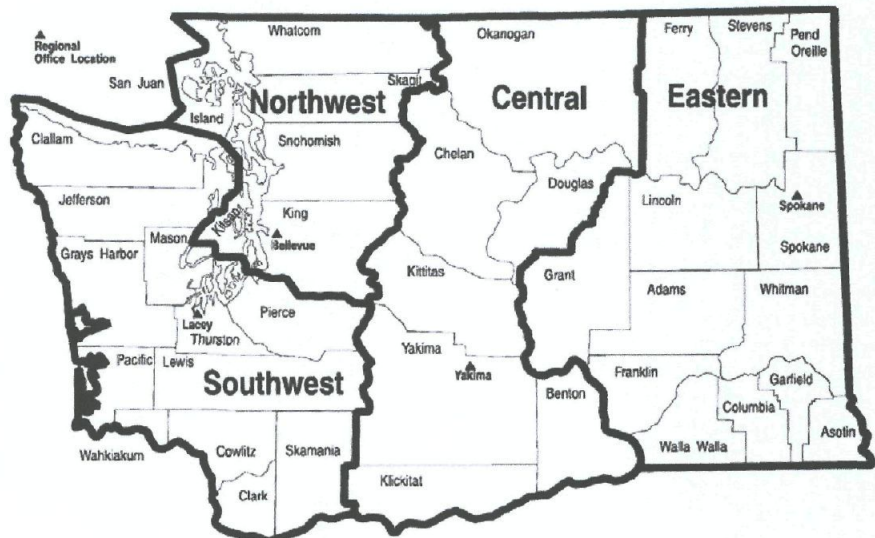 Whatcom
Okanogan
Ferry
Stevens
Pend
Oreille
▲
Regional
Office Location
San Juan
Skagit
Northwest
Central
Eastern
Island
Clallam
Snohomish
Chelan
Douglas
Jefferson
Lincoln
▲
Spokane
Kitsap
King
▲
Bellevue
Mason
Grays Harbor
Spokane
Kittitas
Grant
Adams
Whitman
Pierce
▲
Lacey
Thurston
Yakima
▲
Yakima
Pacific
Lewis
Southwest
Benton
Franklin
Garfield
Columbia
Asotin
Walla Walla
Wahkiakum
Cowlitz
Skamania
Klickitat
Clark